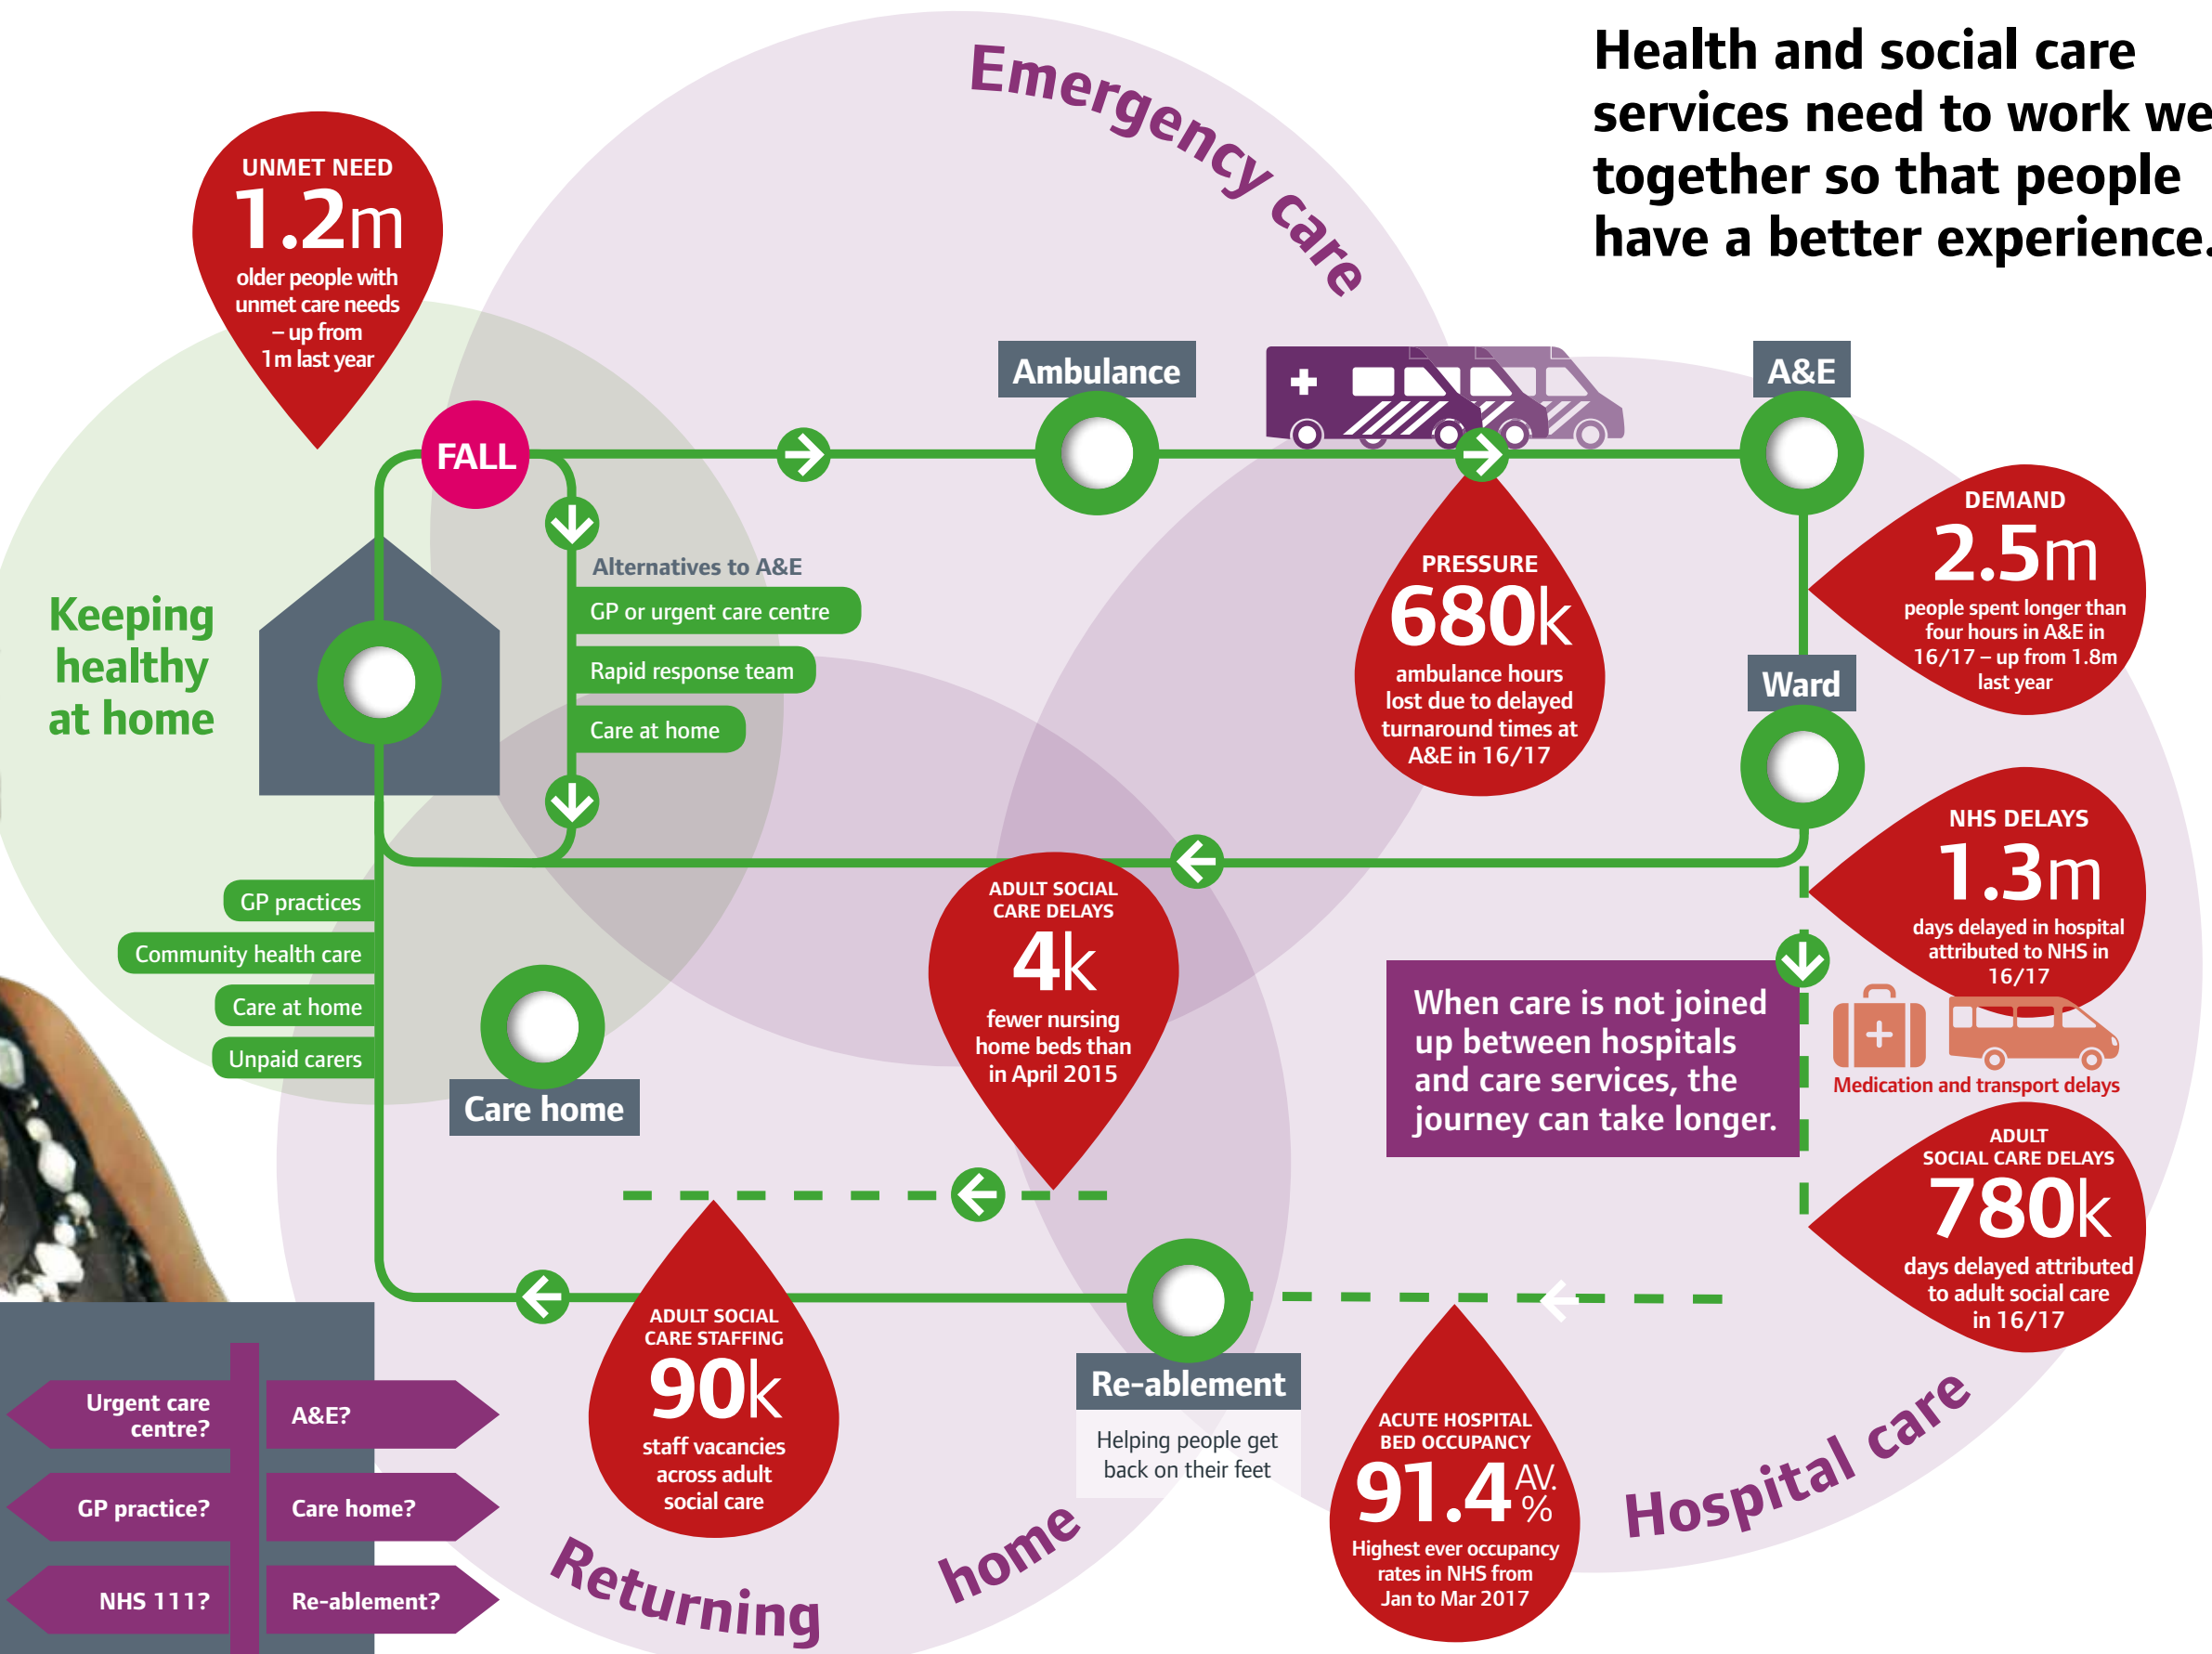 Health and social care
services need to work we
together so that people
have a better experience.
Emergency care
UNMET NEED
1.2m
older people with
unmet care needs
– up from
1m last year
Ambulance
A&E
FALL
DEMAND
2.5m
people spent longer than
four hours in A&E in
16/17 – up from 1.8m
last year
Alternatives to A&E
GP or urgent care centre
Rapid response team
Care at home
PRESSURE
680k
ambulance hours
lost due to delayed
turnaround times at
A&E in 16/17
Keeping
healthy
at home
Ward
NHS DELAYS
1.3m
days delayed in hospital
attributed to NHS in
16/17
Medication and transport delays
GP practices
Community health care
Care at home
Unpaid carers
ADULT SOCIAL
CARE DELAYS
4k
fewer nursing
home beds than
in April 2015
When care is not joined
up between hospitals
and care services, the
journey can take longer.
Care home
ADULT
SOCIAL CARE DELAYS
780k
days delayed attributed
to adult social care
in 16/17
ADULT SOCIAL
CARE STAFFING
90k
staff vacancies
across adult
social care
Re-ablement
Helping people get
back on their feet
ACUTE HOSPITAL
BED OCCUPANCY
91.4 AV. %
Highest ever occupancy
rates in NHS from
Jan to Mar 2017
Hospital care
Returning home
Urgent care
centre?
A&E?
GP practice?
Care home?
NHS 111?
Re-ablement?